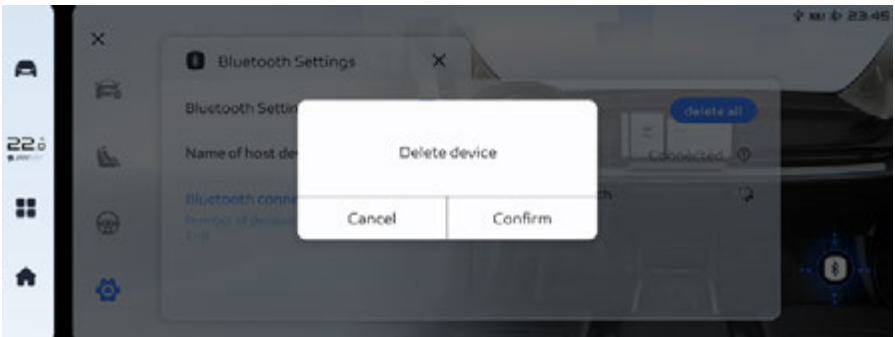 23:45
Bluetooth Settings
Bluetooth Settin
delete all
Name of host de
Connected
Delete device
Bluetooth conne
Cancel
Confirm
22.